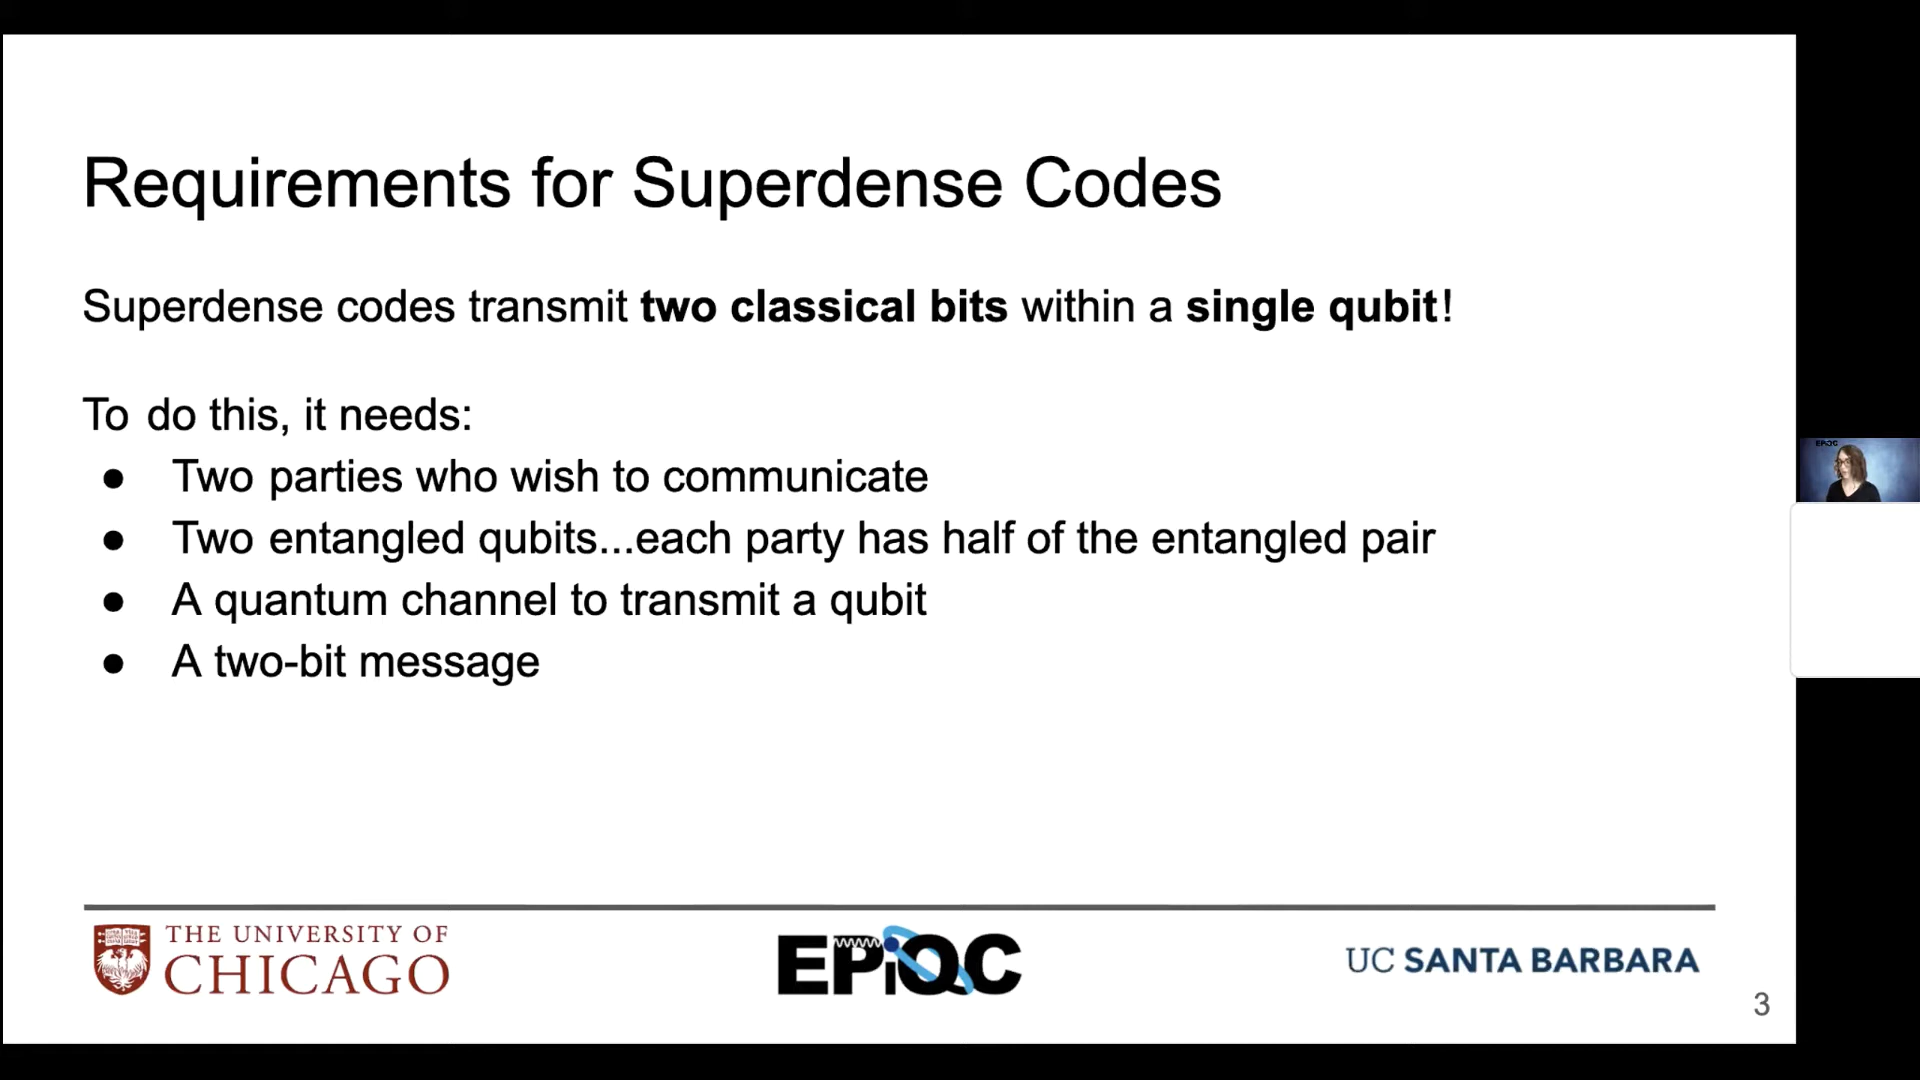 Requirements for Superdense Codes
Superdense codes transmit two classical bits within a single qubit!
To do this, it needs:
● Two parties who wish to communicate
● Two entangled qubits...each party has half of the entangled pair
● A quantum channel to transmit a qubit
● A two-bit message
EPiQC
THE UNIVERSITY OF
CHICAGO
EPiQC
UC SANTA BARBARA
3